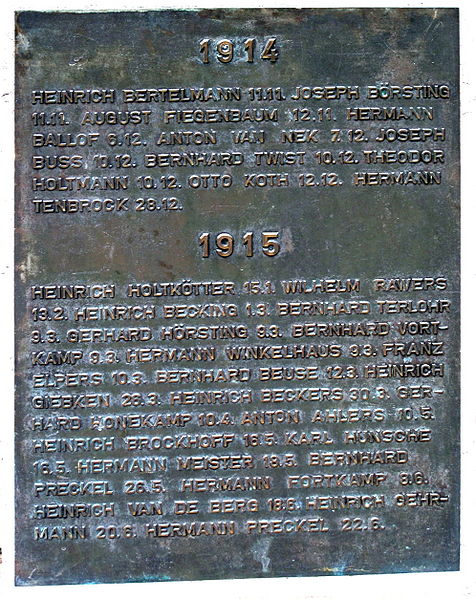 1914
HEINRICH BERTELMANN 11.11. JOSEPH BÖRSTING
11.11. AUGUST FIEGENBAUM 12.11. HERMANN
BALLOF 6.12. ANTON VAN NEK 7.12. JOSEPH
BUSS 10.12. BERNHARD TWIST 10.12. THEODOR
HOLTMANN 10.12. OTTO KOTH 12.12. HERMANN
TENBROCK 28.12.
1915
HEINRICH HOLTKÖTTER 15.1. WILHELM RAWERS
19.2. HEINRICH BECKING 1.3. BERNHARD TERLOHR
9.3. GERHARD HÖRSTING 9.3. BERNHARD VORT-
KAMP 9.3. HERMANN WINKELHAUS 9.3. FRANZ
ELPERS 10.3. BERNHARD BEUSE 12.3. HEINRICH
GIEBKEN 28.3. HEINRICH BECKERS 30.3. GER-
HARD BÖNEKAMP 10.4. ANTON AHLERS 10.5.
HEINRICH BROCKHOFF 16.5. KARL HÖNSCHE
16.5. HERMANN MEISTER 18.5. BERNHARD
PRECKEL 26.5. HERMANN FORTKAMP 8.6.
HEINRICH VAN DE BERG 18.6. HEINRICH GEHR-
MANN 20.6. HERMANN PRECKEL 22.6.